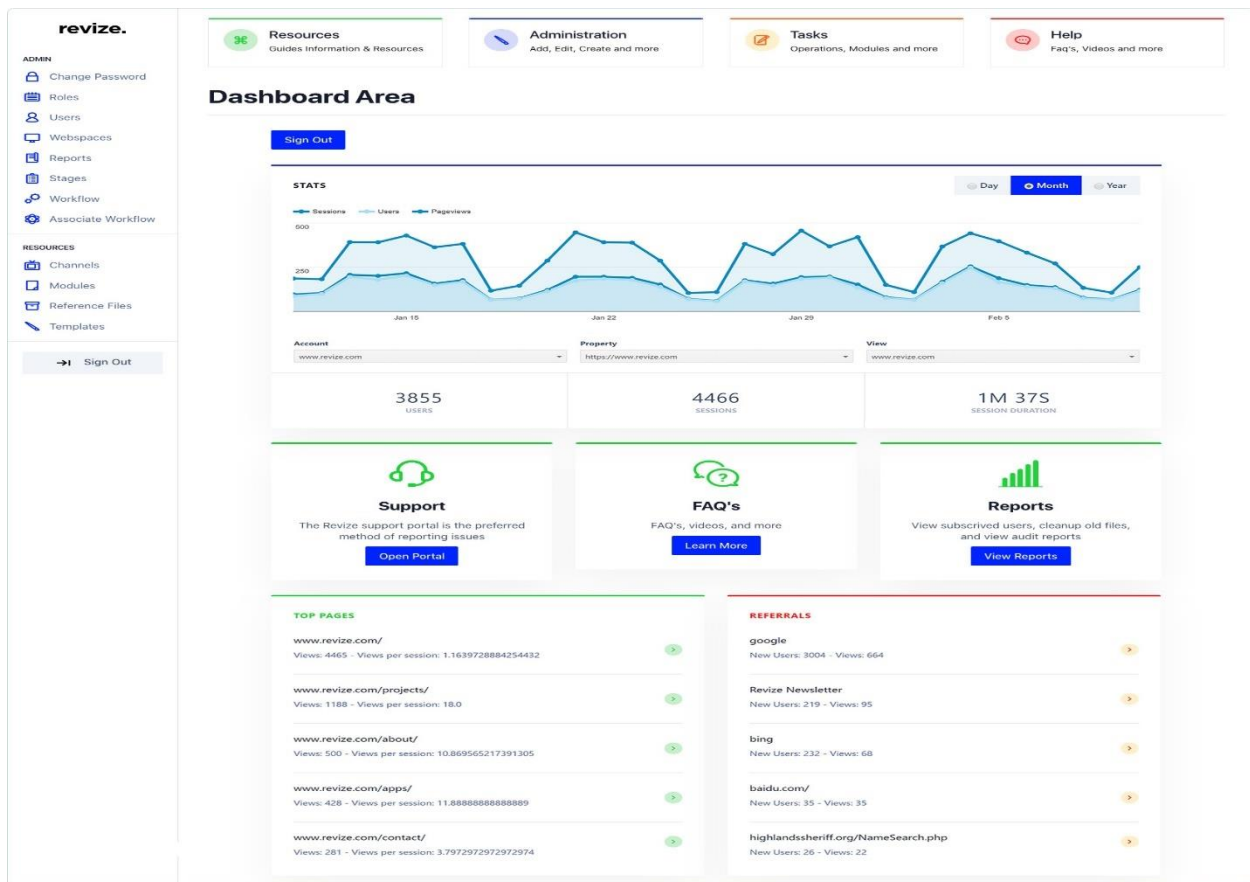 revize.
ADMIN
Change Password
Roles
Users
Webspaces
Reports
Stages
Workflow
Associate Workflow
RESOURCES
Channels
Modules
Reference Files
Templates
Sign Out
Resources
Guides Information & Resources
Administration
Add, Edit, Create and more
Tasks
Operations, Modules and more
Help
Faq's, Videos and more
Dashboard Area
Sign Out
STATS
Day Month Year
Sessions Users Pageviews
500
250
Jan 15 Jan 22 Jan 29 Feb 5
Account Property View
www.revize.com https://www.revize.com www.revize.com
3855 4466 1M 37S
USERS SESSIONS SESSION DURATION
Support
The Revize support portal is the preferred
method of reporting issues
Open Portal
FAQ's
FAQ's, videos, and more
Learn More
Reports
View subscrived users, cleanup old files,
and view audit reports
View Reports
TOP PAGES
www.revize.com/
Views: 4465 - Views per session: 1.1639728884254432
www.revize.com/projects/
Views: 1188 - Views per session: 18.0
www.revize.com/about/
Views: 500 - Views per session: 10.869565217391305
www.revize.com/apps/
Views: 428 - Views per session: 11.88888888888889
www.revize.com/contact/
Views: 281 - Views per session: 3.7972972972972974
REFERRALS
google
New Users: 3004 - Views: 664
Revize Newsletter
New Users: 219 - Views: 95
bing
New Users: 232 - Views: 68
baidu.com/
New Users: 35 - Views: 35
highlandssheriff.org/NameSearch.php
New Users: 26 - Views: 22